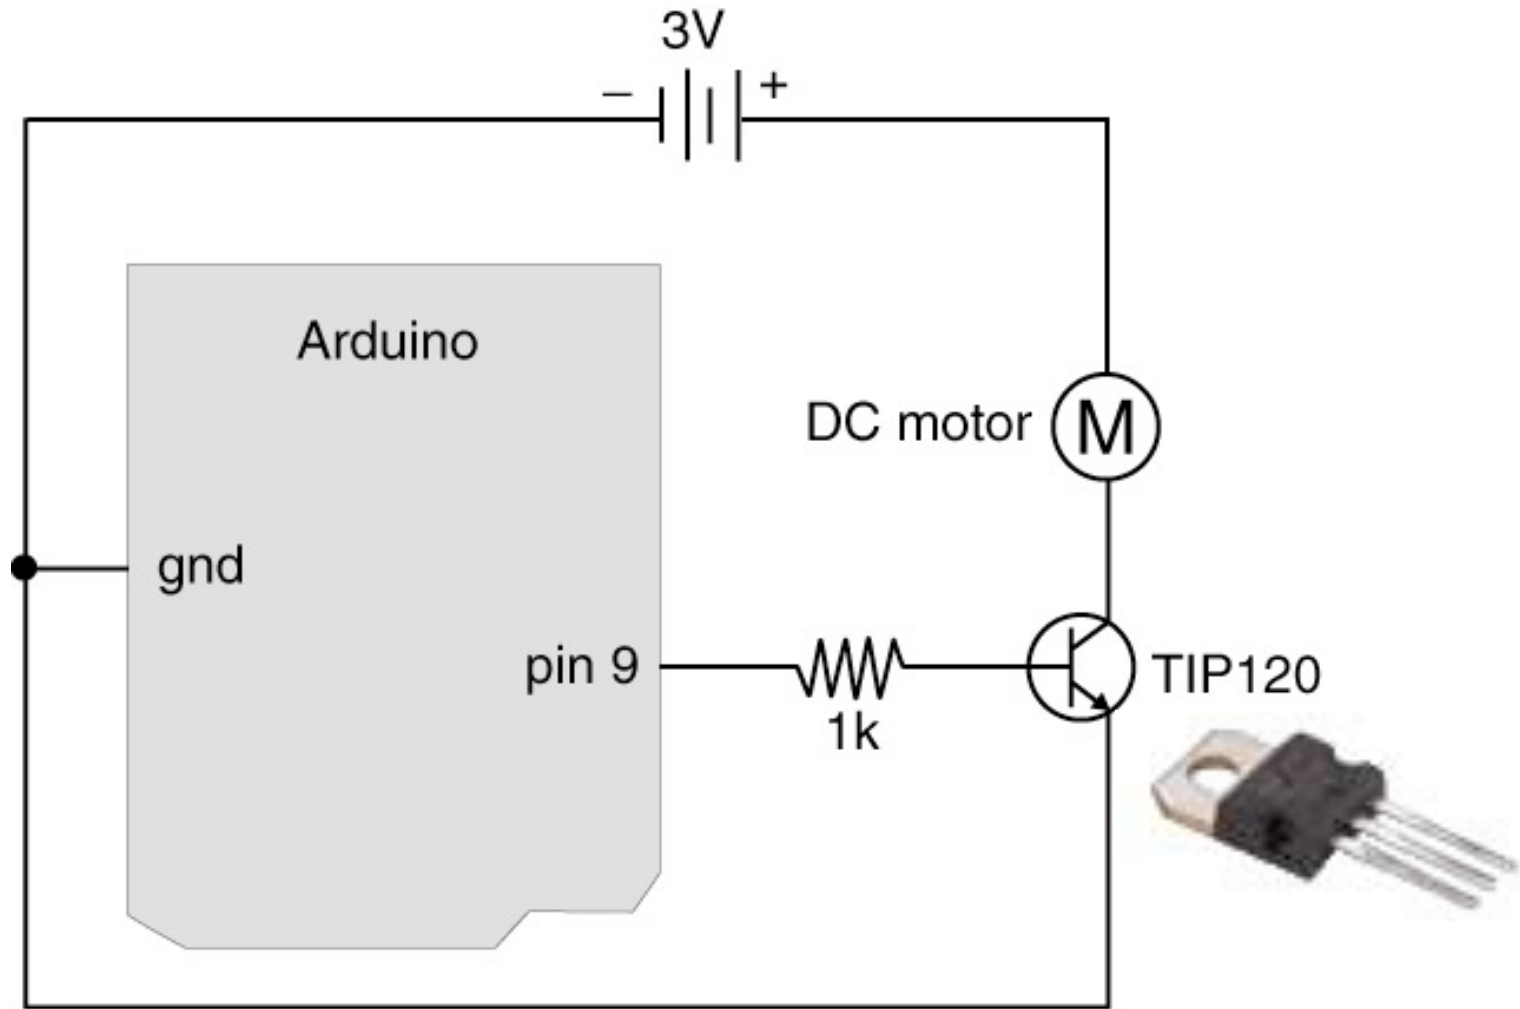 3V
− +
Arduino
DC motor M
gnd
pin 9
TIP120
1k